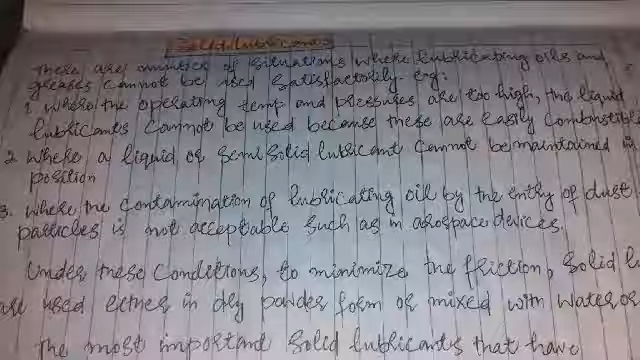 Solid lubricants
There are number of situations where lubricating oils and
greases cannot be used satisfactorily. eg:
1. where the operating temp and pressures are too high, the liquid
lubricants cannot be used because these are easily combustible
2. Where a liquid or semisolid lubricant cannot be maintained in
position
3. where the contamination of lubricating oil by the entry of dust
particles is not acceptable such as in aerospace devices.
Under these conditions, to minimize the friction, solid l
are used either in dry powder form or mixed with water or
The most important solid lubricants that have